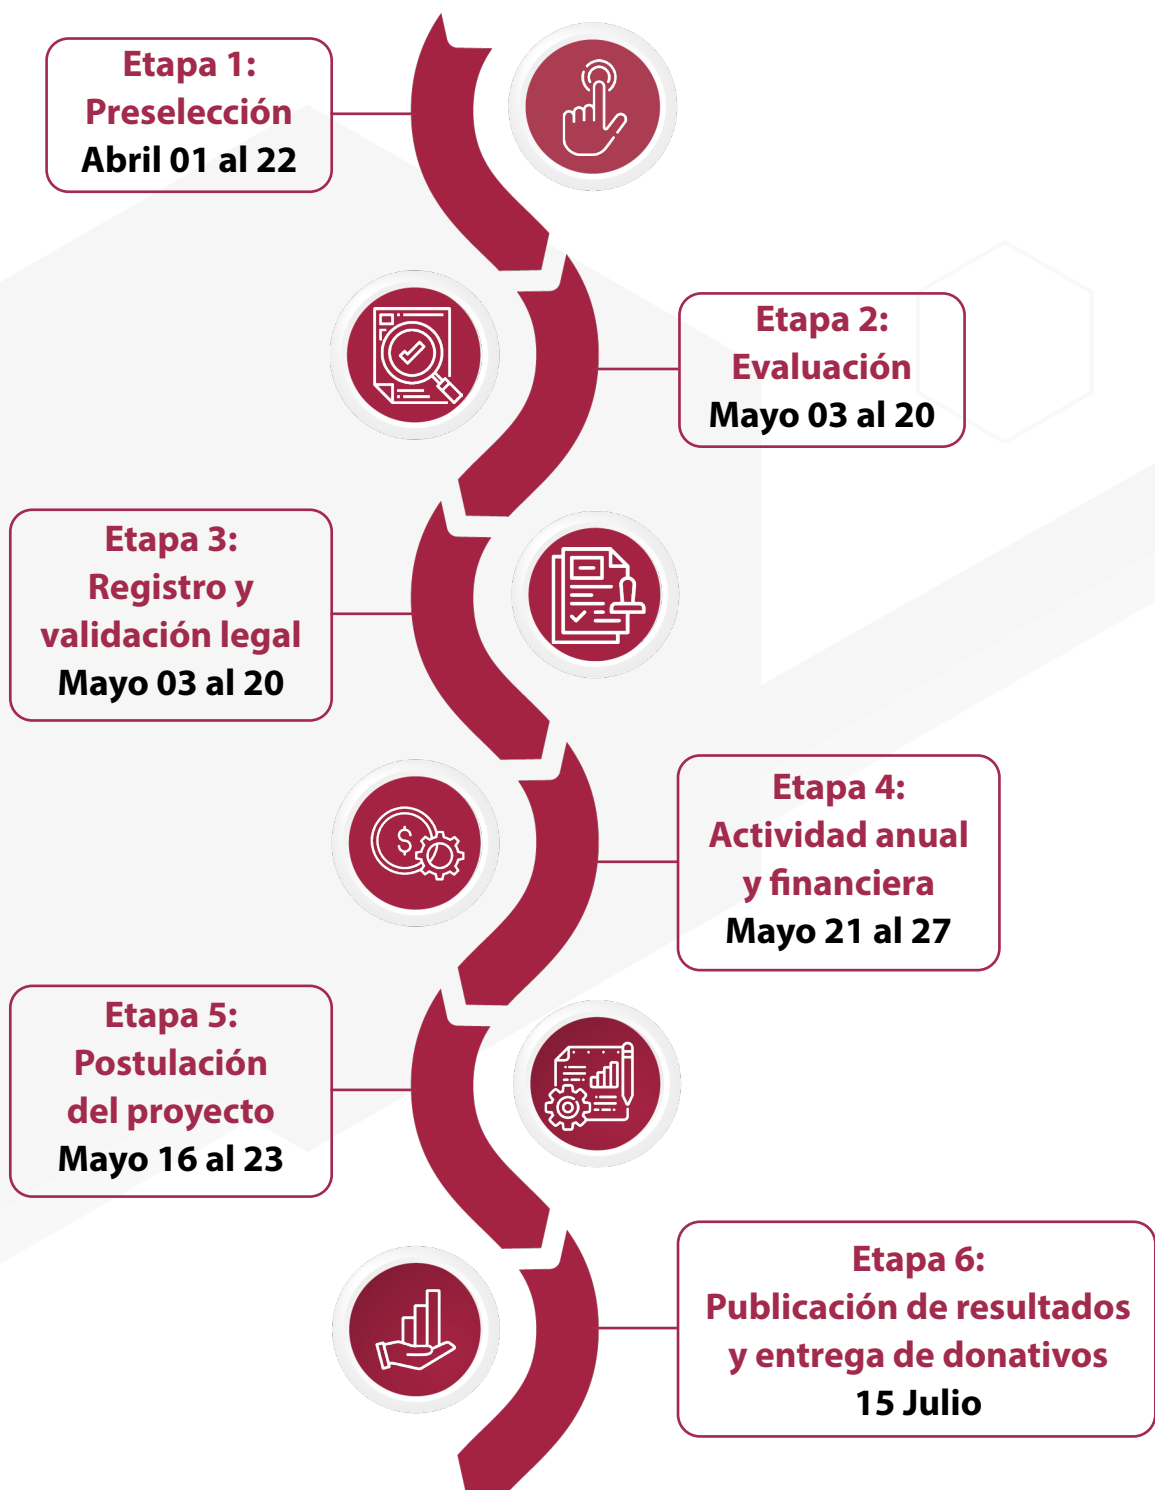 Etapa 1:
Preselección
Abril 01 al 22
Etapa 2:
Evaluación
Mayo 03 al 20
Etapa 3:
Registro y
validación legal
Mayo 03 al 20
$
Etapa 4:
Actividad anual
y financiera
Mayo 21 al 27
Etapa 5:
Postulación
del proyecto
Mayo 16 al 23
Etapa 6:
Publicación de resultados
y entrega de donativos
15 Julio